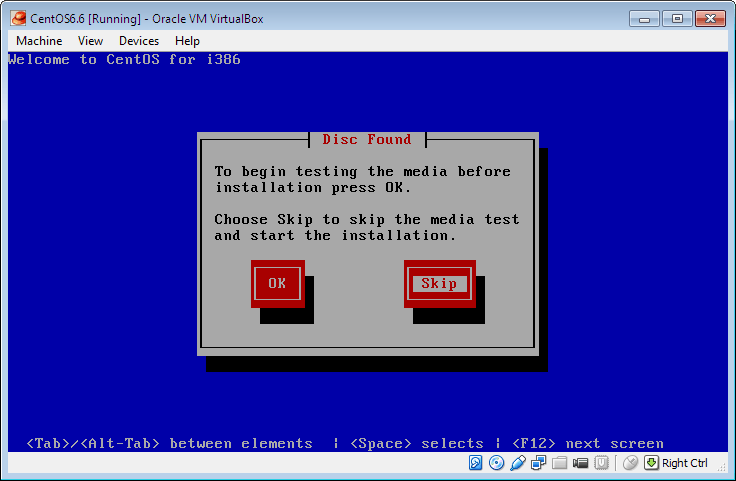 CentOS6.6 [Running] - Oracle VM VirtualBox
Machine View Devices Help
Welcome to CentOS for i386
Disc Found
To begin testing the media before
installation press OK.
Choose Skip to skip the media test
and start the installation.
OK Skip
<Tab>/<Alt-Tab> between elements | <Space> selects | <F12> next screen
Right Ctrl